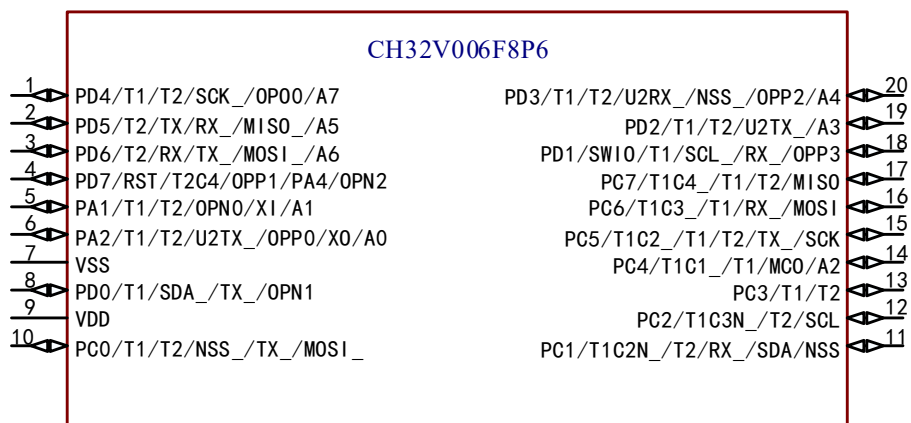 CH32V006F8P6
1 PD4/T1/T2/SCK_/OPO0/A7
2 PD5/T2/TX/RX_/MISO_/A5
3 PD6/T2/RX/TX_/MOSI_/A6
4 PD7/RST/T2C4/OPP1/PA4/OPN2
5 PA1/T1/T2/OPN0/XI/A1
6 PA2/T1/T2/U2TX_/OPP0/XO/A0
7 VSS
8 PD0/T1/SDA_/TX_/OPN1
9 VDD
10 PC0/T1/T2/NSS_/TX_/MOSI_
PD3/T1/T2/U2RX_/NSS_/OPP2/A4 20
PD2/T1/T2/U2TX_/A3 19
PD1/SWIO/T1/SCL_/RX_/OPP3 18
PC7/T1C4_/T1/T2/MISO 17
PC6/T1C3_/T1/RX_/MOSI 16
PC5/T1C2_/T1/T2/TX_/SCK 15
PC4/T1C1_/T1/MCO/A2 14
PC3/T1/T2 13
PC2/T1C3N_/T2/SCL 12
PC1/T1C2N_/T2/RX_/SDA/NSS 11